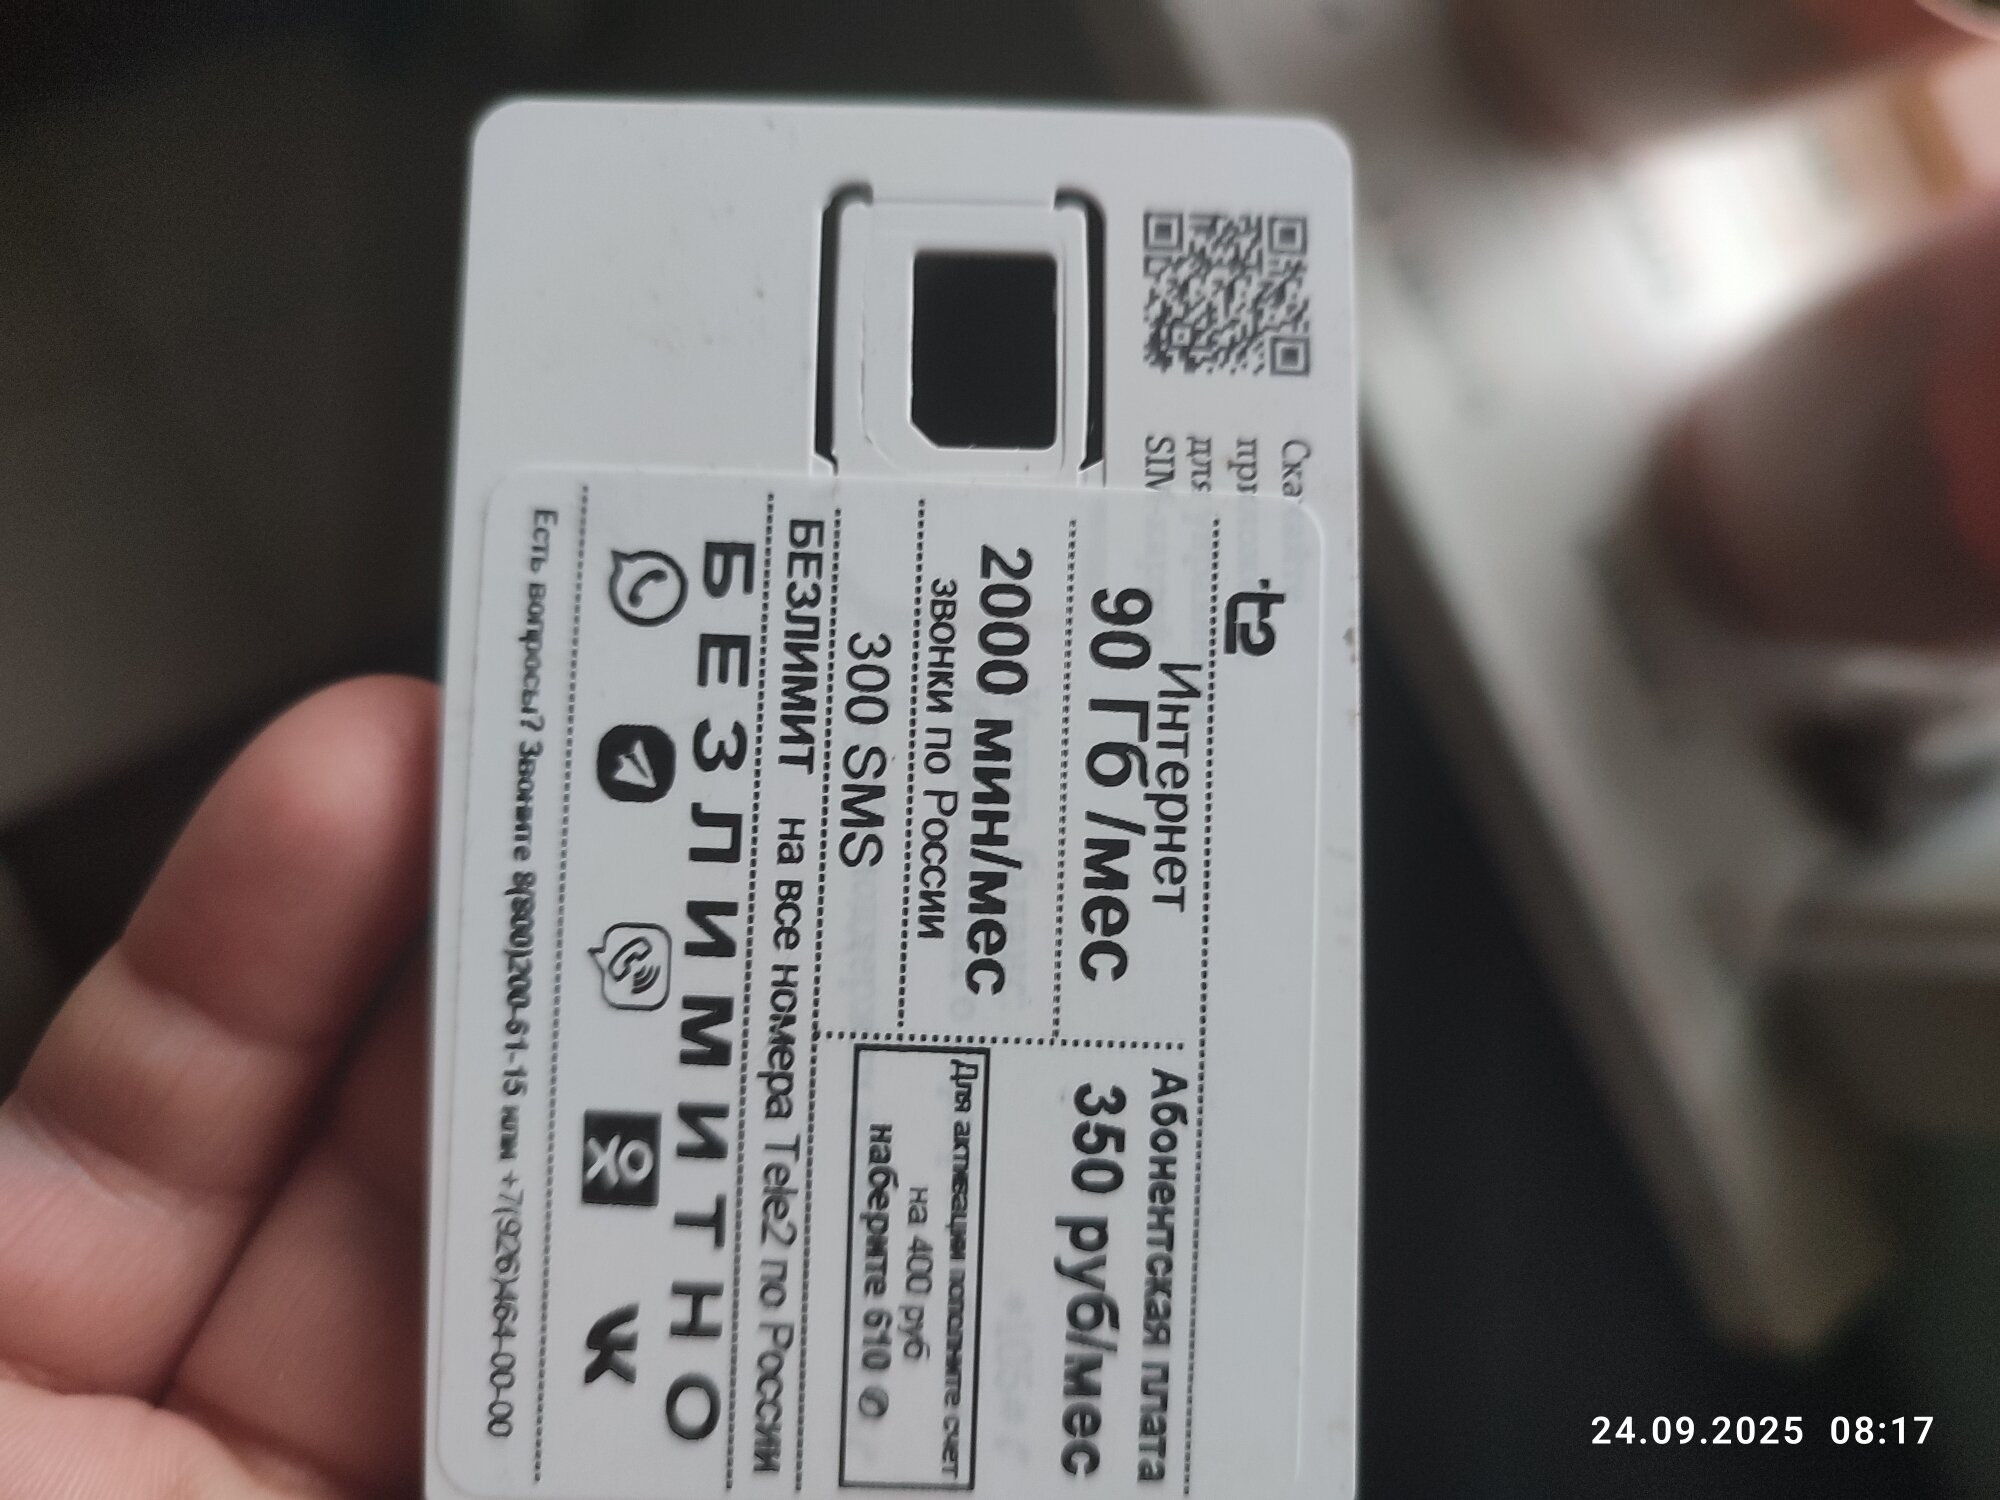 t2
Интернет
90 Гб/мес
Абонентская плата
350 руб/мес
2000 мин/мес
звонки по России
300 SMS
Для активации пополните счет
на 400 руб
наберите 610
БЕЗЛИМИТ на все номера Tele2 по России
БЕЗЛИМИТНО
Есть вопросы? Звоните 8(800)200-61-15 или +7(926)464-00-00
24.09.2025 08:17